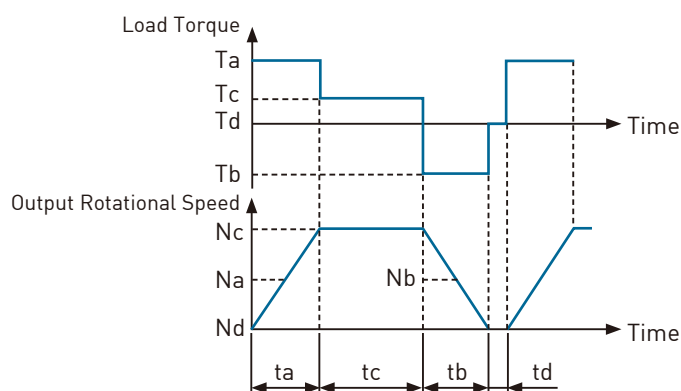 Load Torque
Ta
Tc
Td
Time
Tb
Output Rotational Speed
Nc
Na
Nb
Nd
Time
ta
tc
tb
td